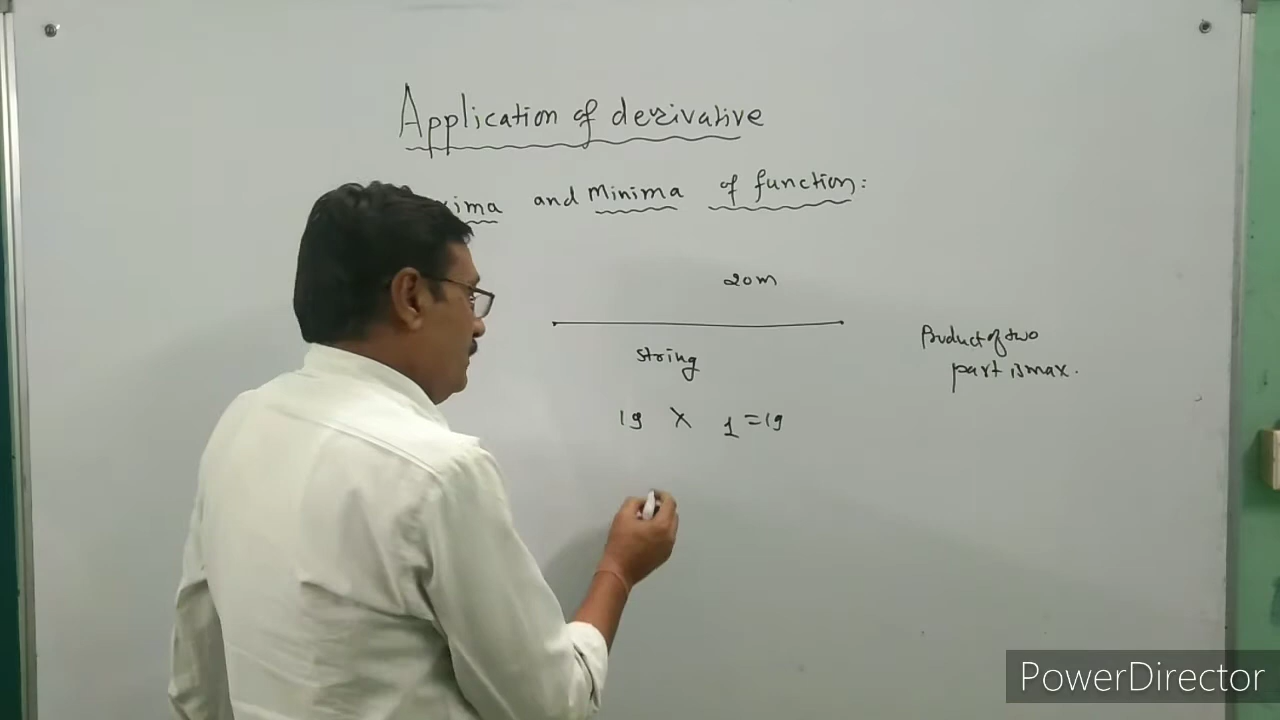 Application of derivative
xima and Minima of function:
20m
string
Product of two
part is max.
19 X 1 = 19
PowerDirector